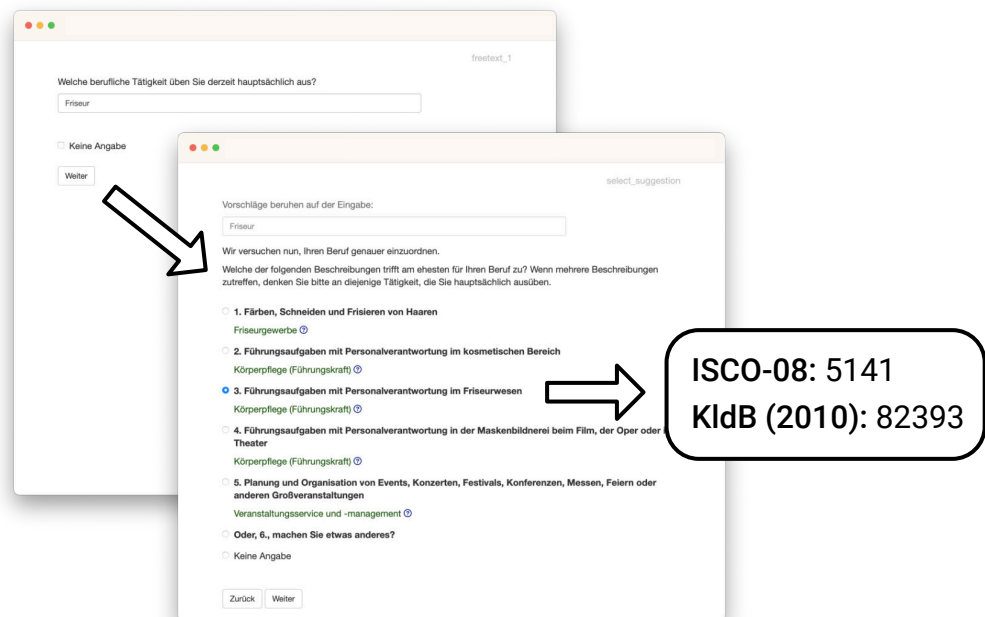 freetext_1
Welche berufliche Tätigkeit üben Sie derzeit hauptsächlich aus?
Friseur
Keine Angabe
Weiter
select_suggestion
Vorschläge beruhen auf der Eingabe:
Friseur
Wir versuchen nun, Ihren Beruf genauer einzuordnen.
Welche der folgenden Beschreibungen trifft am ehesten für Ihren Beruf zu? Wenn mehrere Beschreibungen
zutreffen, denken Sie bitte an diejenige Tätigkeit, die Sie hauptsächlich ausüben.
1. Färben, Schneiden und Frisieren von Haaren
Friseurgewerbe ?
2. Führungsaufgaben mit Personalverantwortung im kosmetischen Bereich
Körperpflege (Führungskraft) ?
3. Führungsaufgaben mit Personalverantwortung im Friseurwesen
Körperpflege (Führungskraft) ?
4. Führungsaufgaben mit Personalverantwortung in der Maskenbildnerei beim Film, der Oper oder
Theater
Körperpflege (Führungskraft) ?
5. Planung und Organisation von Events, Konzerten, Festivals, Konferenzen, Messen, Feiern oder
anderen Großveranstaltungen
Veranstaltungsservice und -management ?
Oder, 6., machen Sie etwas anderes?
Keine Angabe
Zurück Weiter
ISCO-08: 5141
KldB (2010): 82393